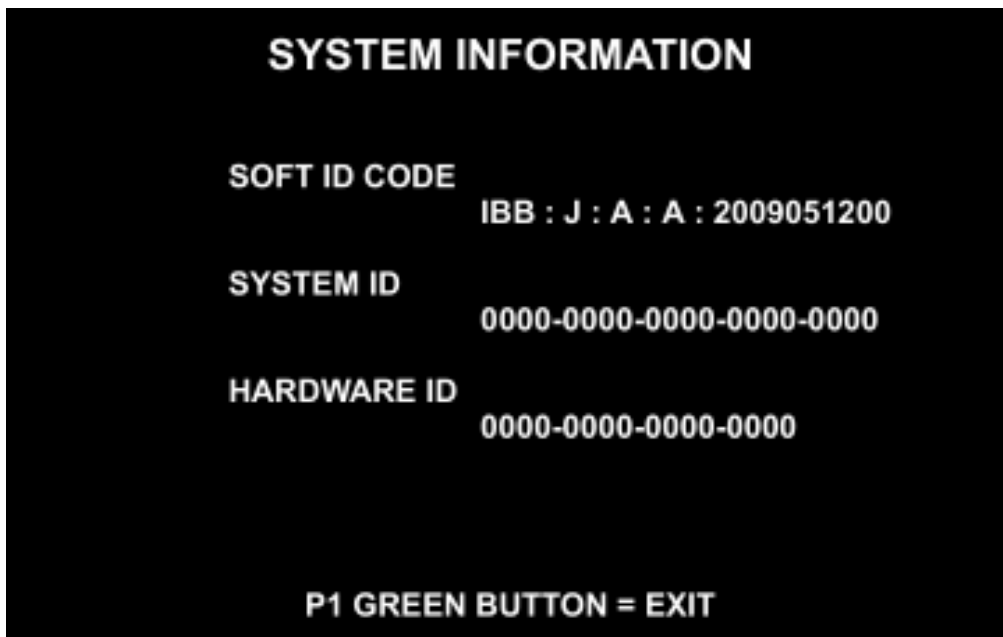 SYSTEM INFORMATION
SOFT ID CODE
IBB : J : A : A : 2009051200
SYSTEM ID
0000-0000-0000-0000-0000
HARDWARE ID
0000-0000-0000-0000
P1 GREEN BUTTON = EXIT